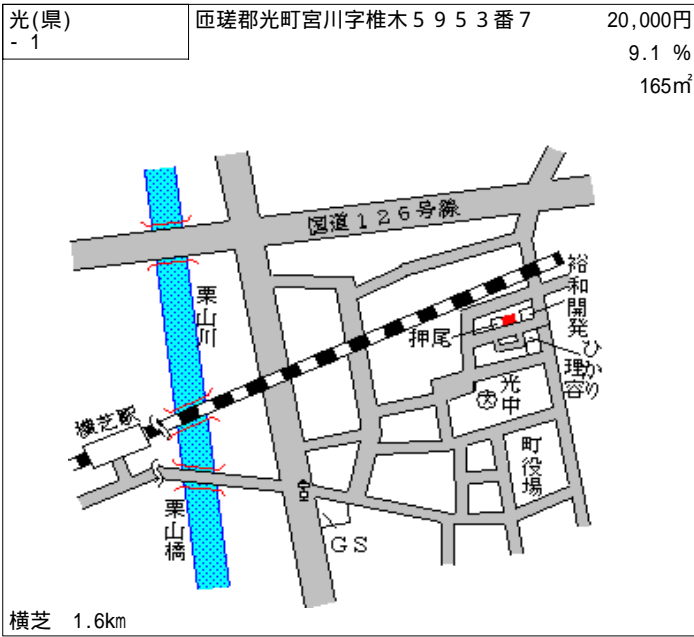 光(県)
- 1
匝瑳郡光町宮川字椎木５９５３番７
20,000円
9.1 %
165㎡
国道１２６号線
栗山川
裕和開発
押尾
ひかり
理容
光中
文
横芝駅
町役場
栗山橋
ＧＳ
横芝 1.6km